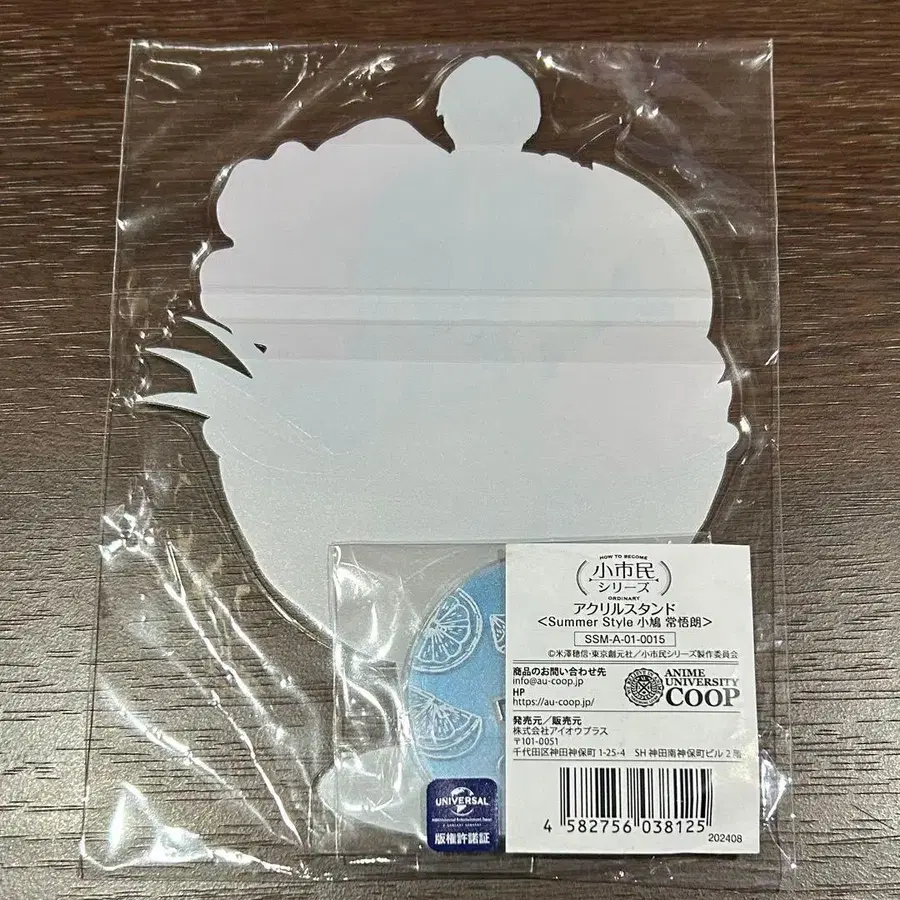 HOW TO BECOME
小市民
シリーズ
ORDINARY
アクリルスタンド
<Summer Style 小鳩 常悟朗>
SSM-A-01-0015
©米澤穂信・東京創元社／小市民シリーズ製作委員会
商品のお問い合わせ先
info@au-coop.jp
HP
https://au-coop.jp/
ANIME
UNIVERSITY
COOP
発売元／販売元
株式会社アイオウプラス
〒101-0051
千代田区神田神保町 1-25-4 SH 神田南神保町ビル 2 階
4 582756 038125
202408
UNIVERSAL
版権許諾証